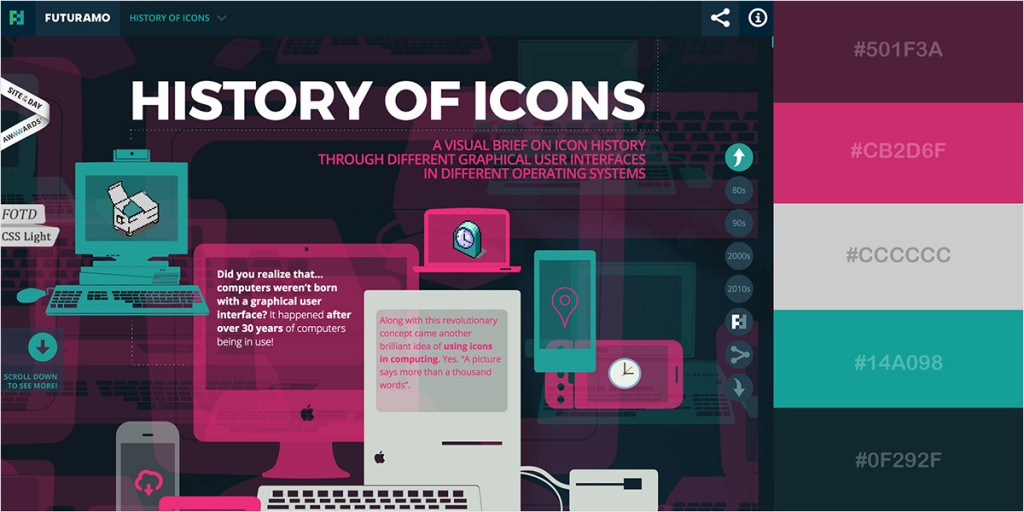 FUTURAMO
HISTORY OF ICONS
SITE OF THE DAY
AWWWARDS
HISTORY OF ICONS
A VISUAL BRIEF ON ICON HISTORY
THROUGH DIFFERENT GRAPHICAL USER INTERFACES
IN DIFFERENT OPERATING SYSTEMS
FOTD
CSS Light
Did you realize that...
computers weren't born
with a graphical user
interface? It happened after
over 30 years of computers
being in use!
Along with this revolutionary
concept came another
brilliant idea of using icons
in computing. Yes. "A picture
says more than a thousand
words".
80s
90s
2000s
2010s
SCROLL DOWN
TO SEE MORE!
#501F3A
#CB2D6F
#CCCCCC
#14A098
#0F292F